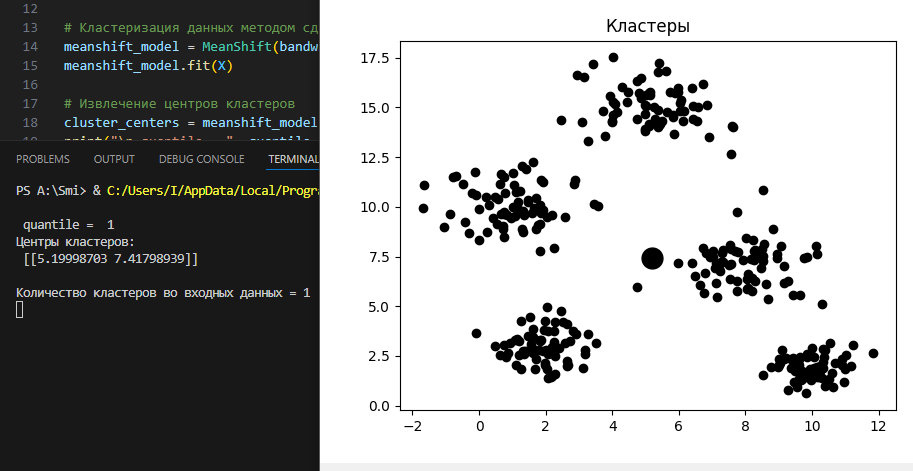 12
13 # Кластеризация данных методом сд
14 meanshift_model = MeanShift(bandw
15 meanshift_model.fit(X)
16
17 # Извлечение центров кластеров
18 cluster_centers = meanshift_model
PROBLEMS OUTPUT DEBUG CONSOLE TERMINAL
PS A:\Smi> & C:/Users/I/AppData/Local/Progra
quantile = 1
Центры кластеров:
[[5.19998703 7.41798939]]
Количество кластеров во входных данных = 1
Кластеры
17.5
15.0
12.5
10.0
7.5
5.0
2.5
0.0
−2 0 2 4 6 8 10 12